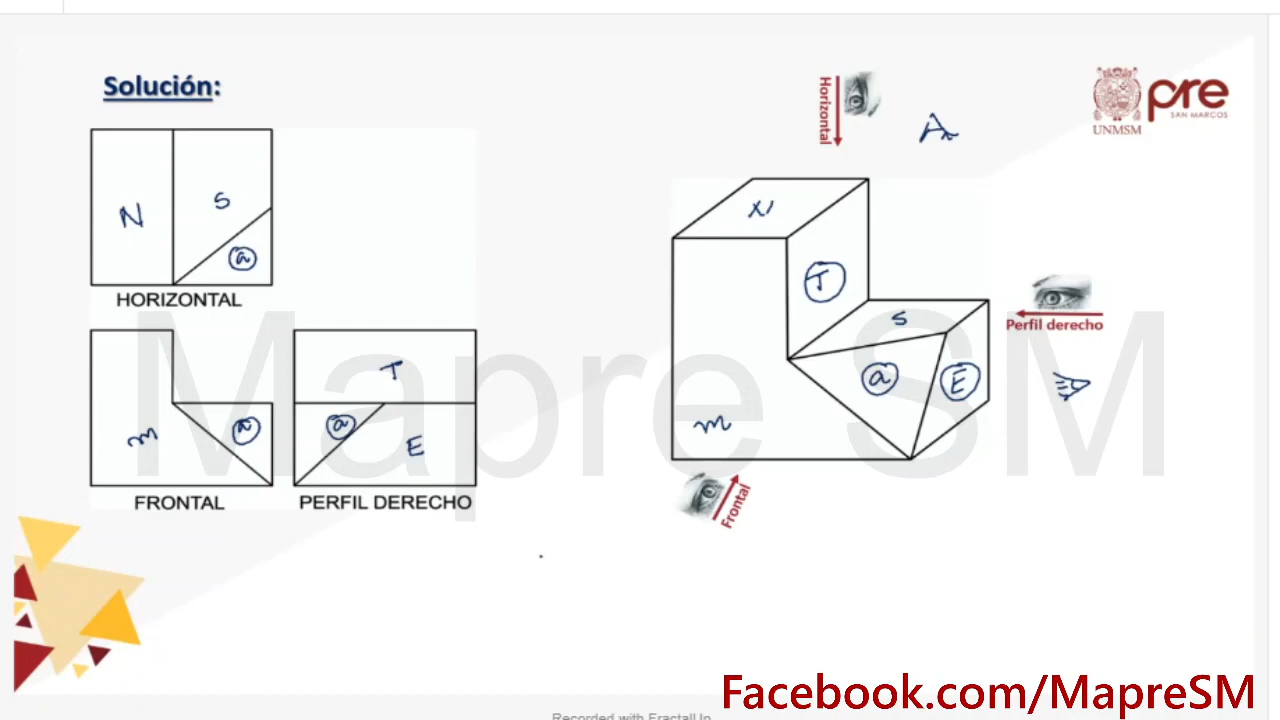 Solución:
Horizontal
A
pre
SAN MARCOS
UNMSM
N
S
a
HORIZONTAL
N
T
S
a
E
m
Perfil derecho
Frontal
m
a
FRONTAL
T
a
E
PERFIL DERECHO
Mapre SM
Facebook.com/MapreSM